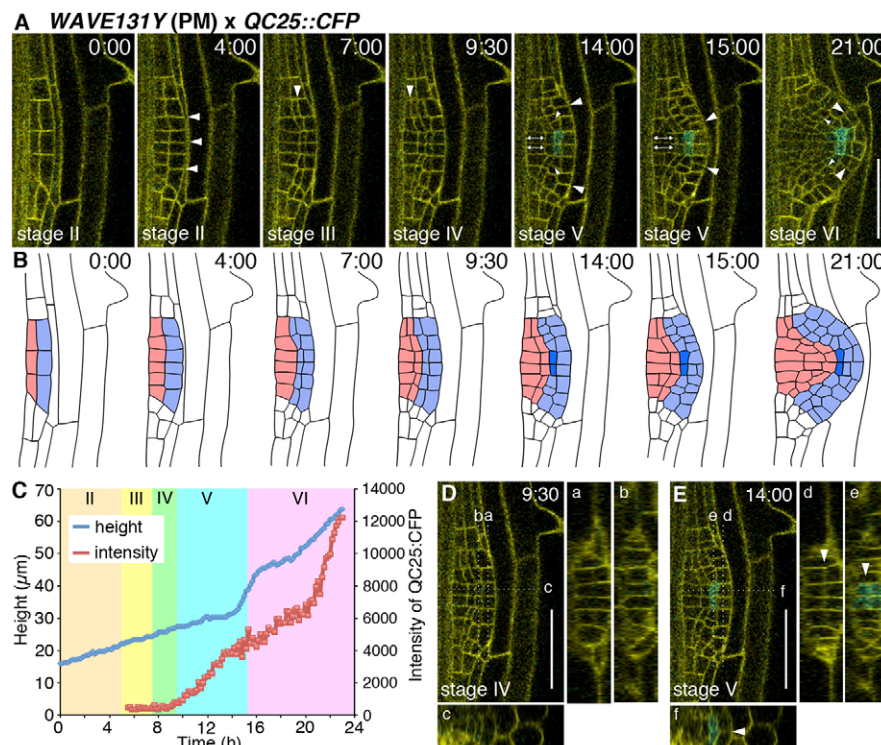 A WAVE131Y (PM) x QC25::CFP
0:00 4:00 7:00 9:30 14:00 15:00 21:00
stage II stage II stage III stage IV stage V stage V stage VI
B 0:00 4:00 7:00 9:30 14:00 15:00 21:00
C
II III IV V VI
height
intensity
Height (µm)
70
60
50
40
30
20
10
0
Intensity of QC25:CFP
14000
12000
10000
8000
6000
4000
2000
0
0 4 8 12 16 20 24
Time (h)
D 9:30 a b
ba
c
stage IV
c
E 14:00 d e
e d
f
stage V
f